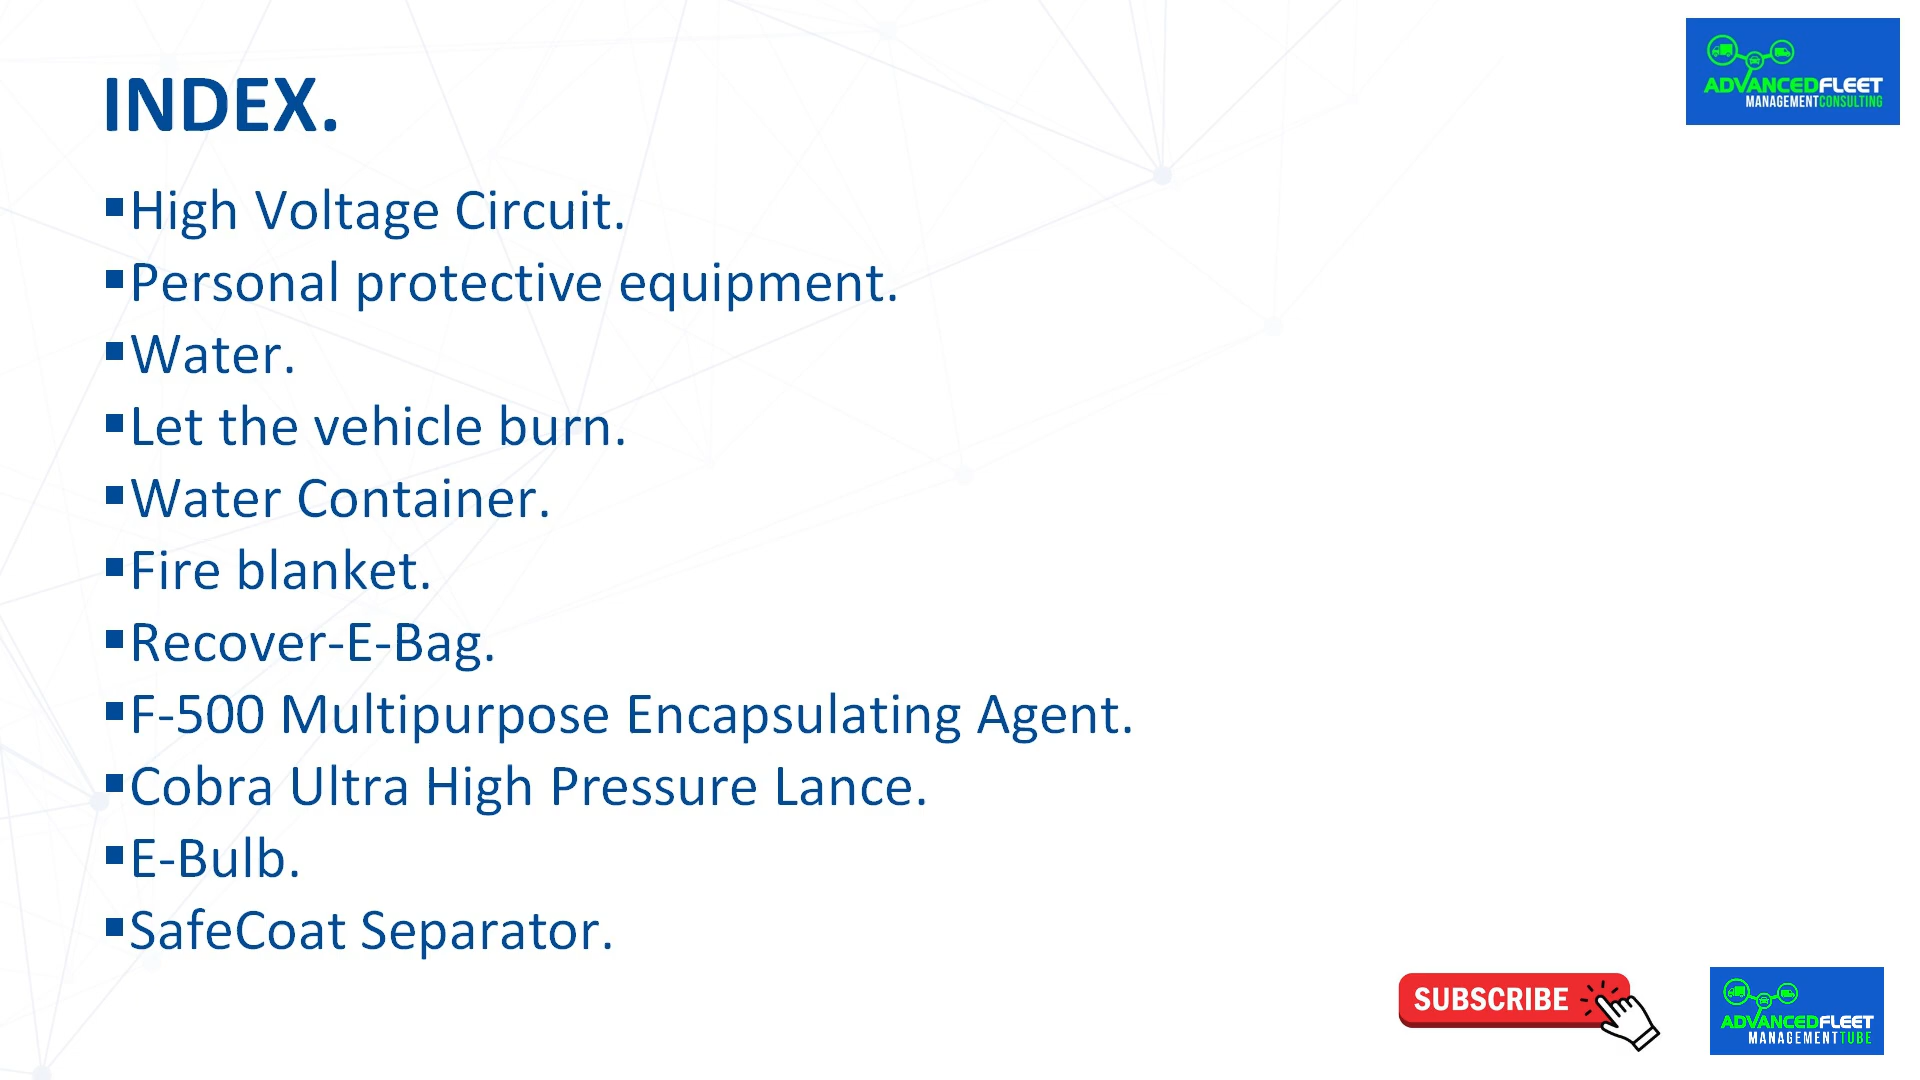 INDEX.
ADVANCEDFLEET
MANAGEMENTCONSULTING
▪High Voltage Circuit.
▪Personal protective equipment.
▪Water.
▪Let the vehicle burn.
▪Water Container.
▪Fire blanket.
▪Recover-E-Bag.
▪F-500 Multipurpose Encapsulating Agent.
▪Cobra Ultra High Pressure Lance.
▪E-Bulb.
▪SafeCoat Separator.
SUBSCRIBE
ADVANCEDFLEET
MANAGEMENTTUBE